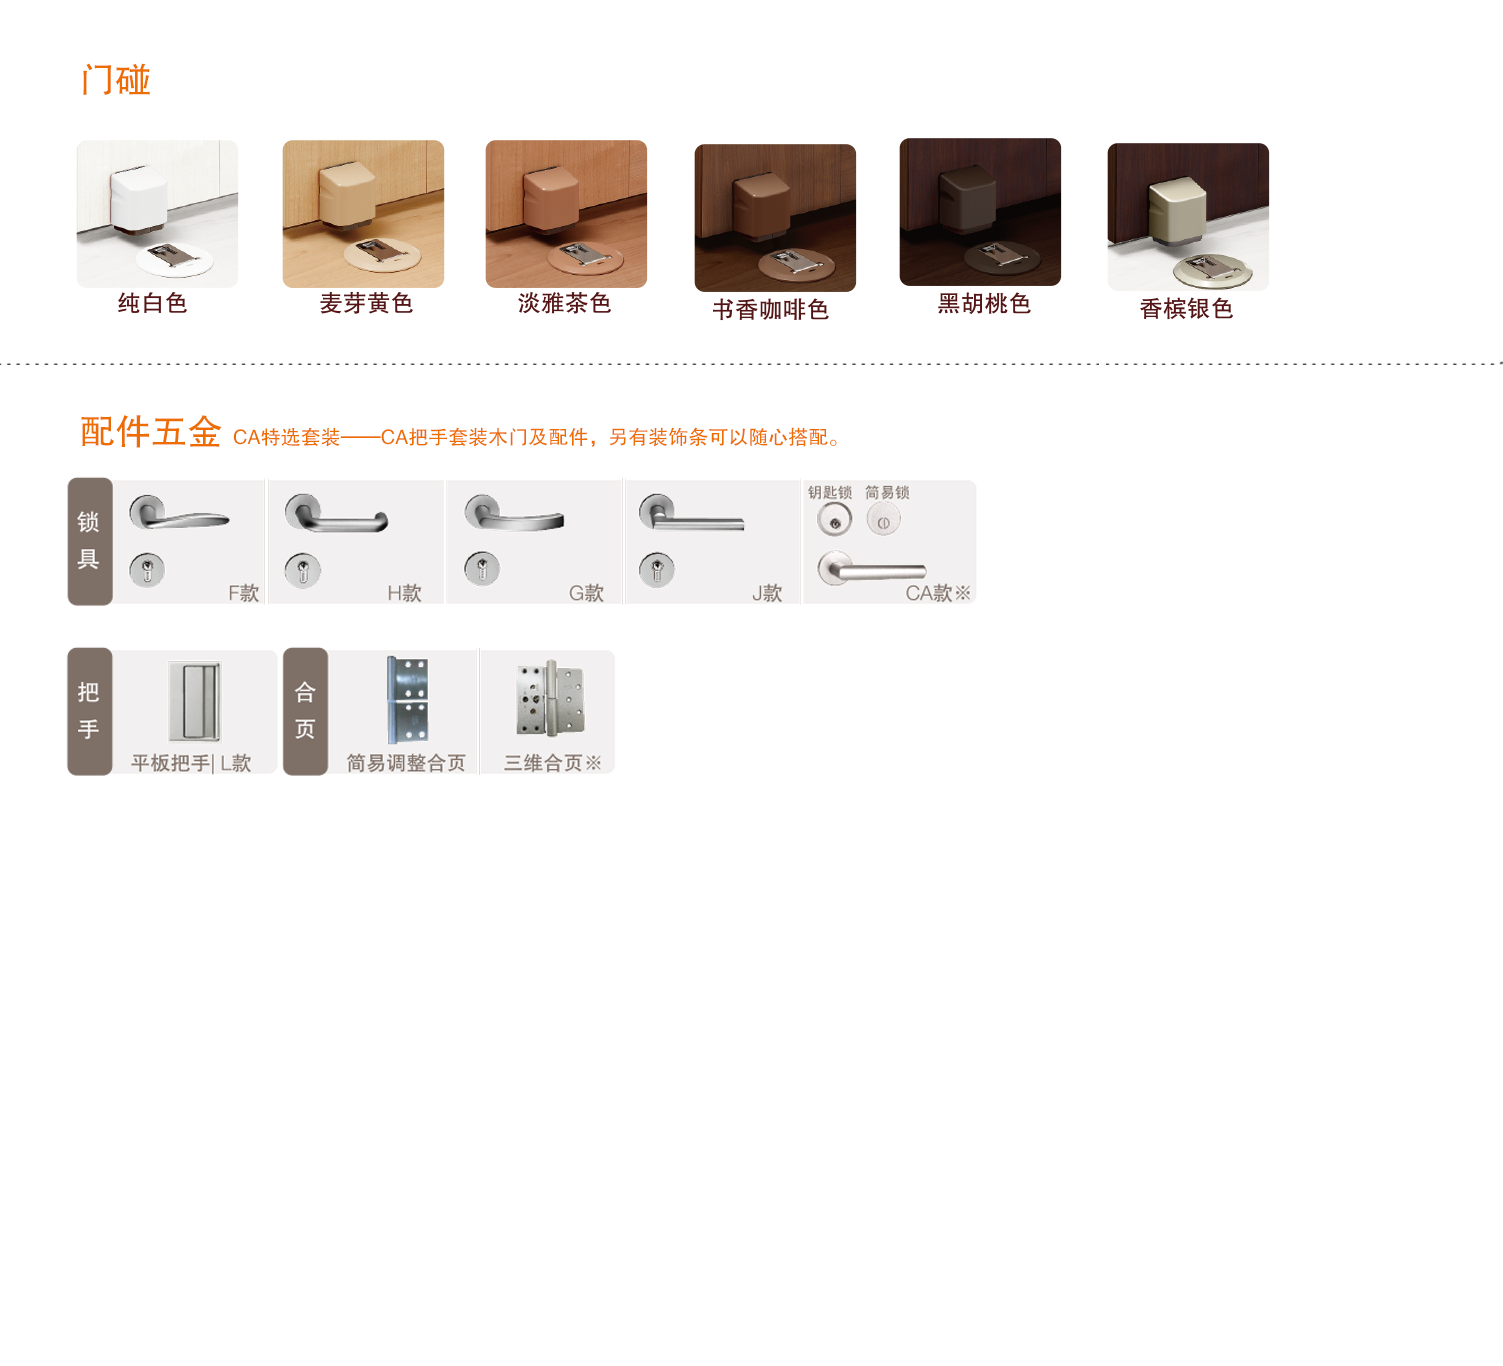 门碰
纯白色
麦芽黄色
淡雅茶色
书香咖啡色
黑胡桃色
香槟银色
配件五金 CA特选套装——CA把手套装木门及配件，另有装饰条可以随心搭配。
锁具
F款
H款
G款
J款
钥匙锁 简易锁
CA款※
把手
平板把手| L款
合页
简易调整合页
三维合页※